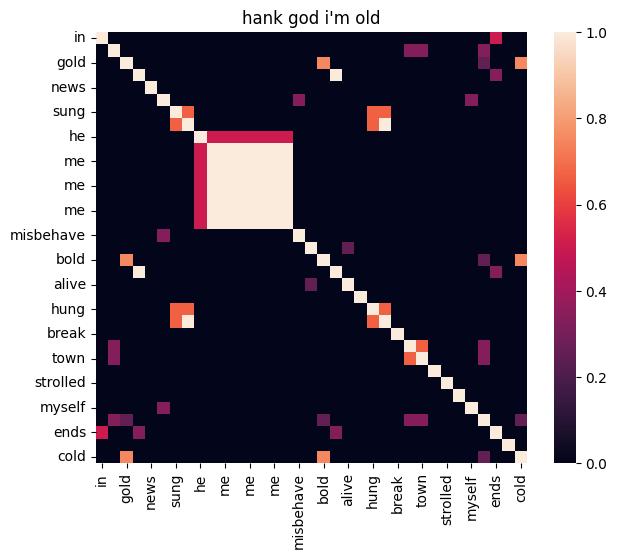 hank god i'm old
in
gold
news
sung
he
me
me
me
misbehave
bold
alive
hung
break
town
strolled
myself
ends
cold
in
gold
news
sung
he
me
me
me
misbehave
bold
alive
hung
break
town
strolled
myself
ends
cold
1.0
0.8
0.6
0.4
0.2
0.0